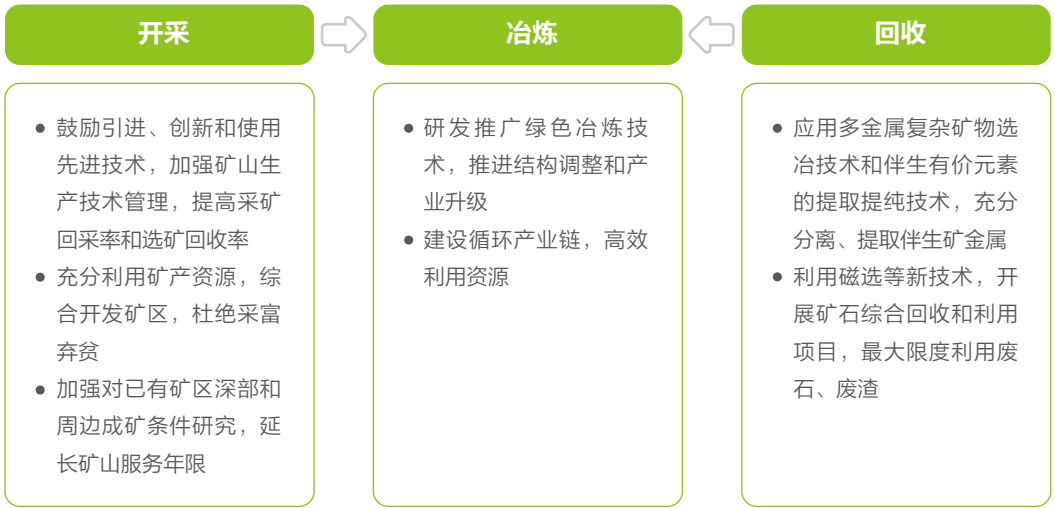 开采
冶炼
回收
● 鼓励引进、创新和使用
先进技术，加强矿山生
产技术管理，提高采矿
回采率和选矿回收率
● 充分利用矿产资源，综
合开发矿区，杜绝采富
弃贫
● 加强对已有矿区深部和
周边成矿条件研究，延
长矿山服务年限
● 研发推广绿色冶炼技
术，推进结构调整和产
业升级
● 建设循环产业链，高效
利用资源
● 应用多金属复杂矿物选
冶技术和伴生有价元素
的提取提纯技术，充分
分离、提取伴生矿金属
● 利用磁选等新技术，开
展矿石综合回收和利用
项目，最大限度利用废
石、废渣